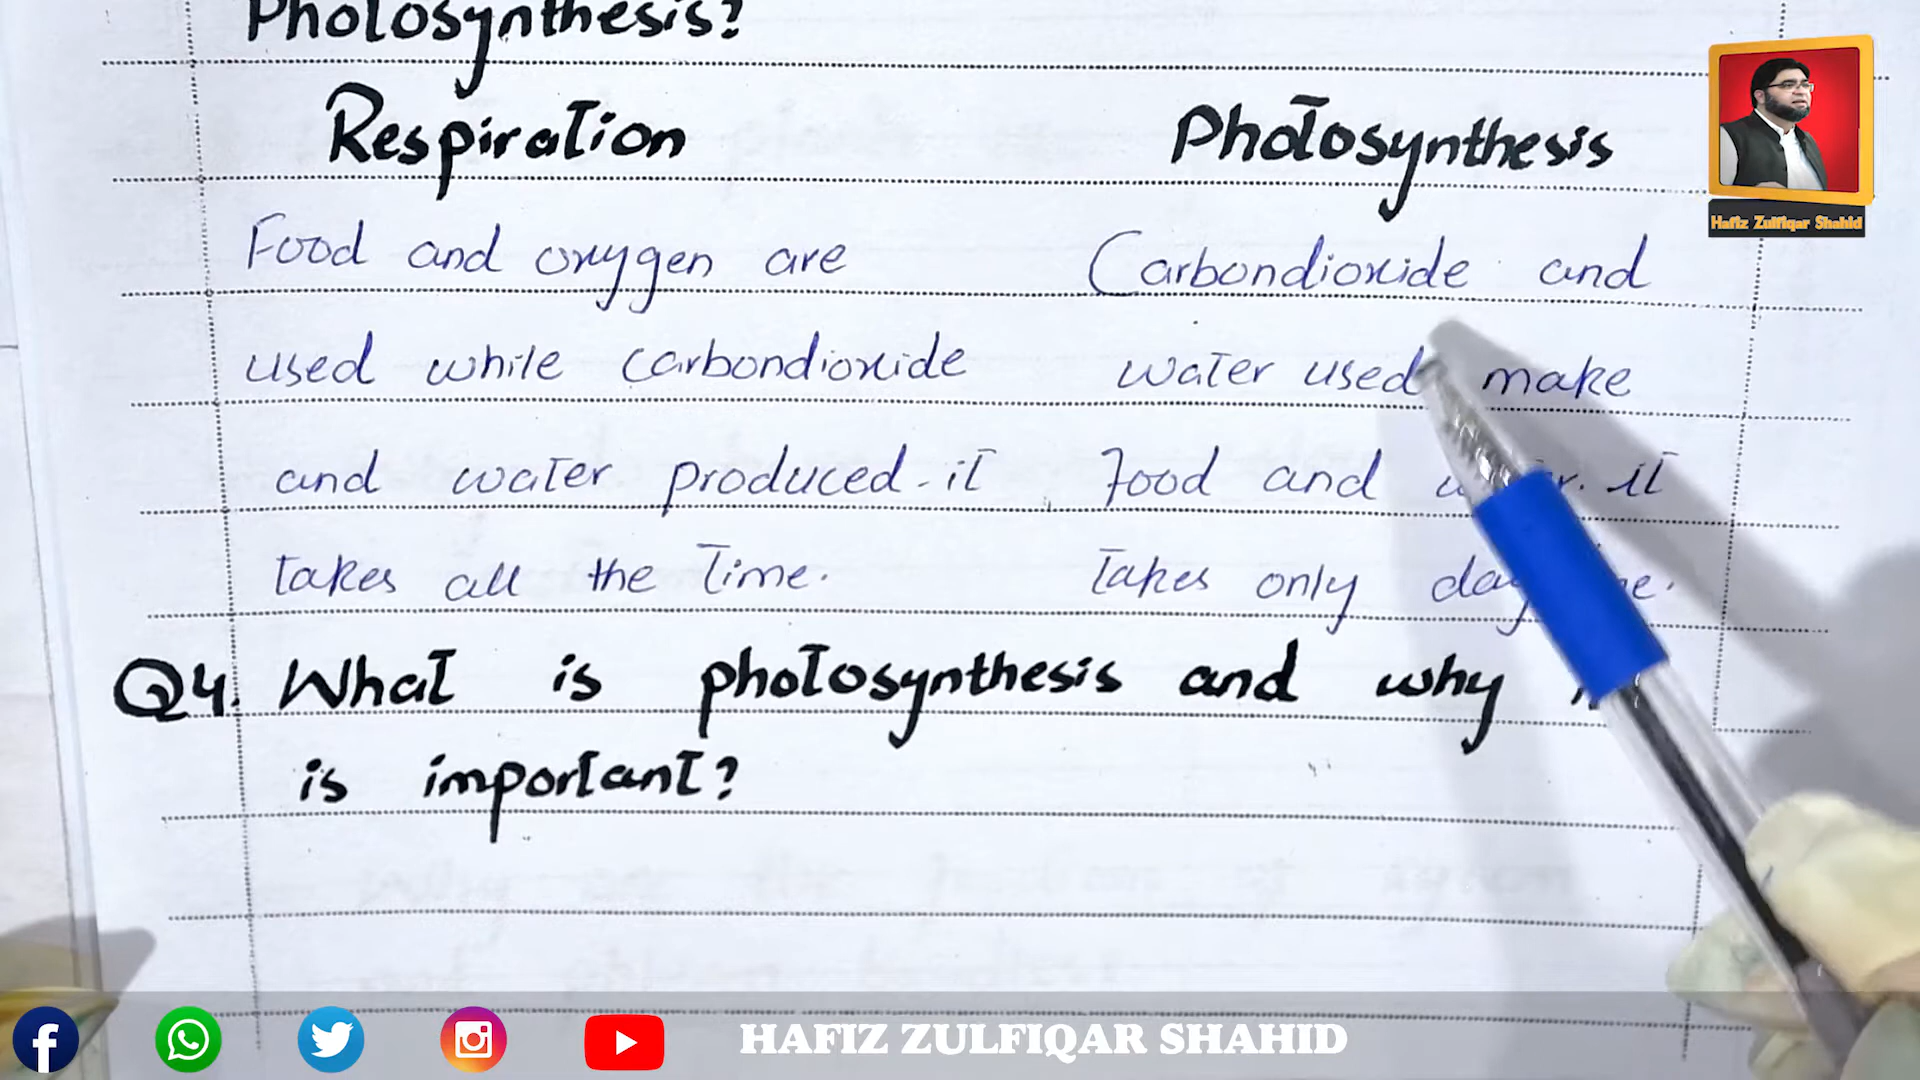 Photosynthesis?
Respiration
Food and oxygen are
used while carbondioxide
and water produced. it
takes all the time.
Photosynthesis
Carbondioxide and
water used make
Food and it
takes only
Q4. What is photosynthesis and why
is important?
Hafiz Zulfiqar Shahid
HAFIZ ZULFIQAR SHAHID